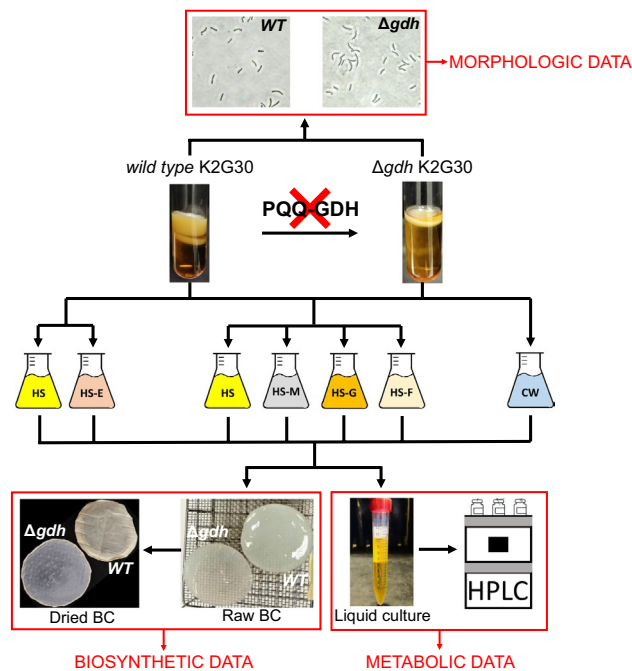 WT
Δgdh
MORPHOLOGIC DATA
wild type K2G30
Δgdh K2G30
PQQ-GDH
HS
HS-E
HS
HS-M
HS-G
HS-F
CW
Δgdh
WT
Δgdh
WT
HPLC
Dried BC
Raw BC
Liquid culture
BIOSYNTHETIC DATA
METABOLIC DATA